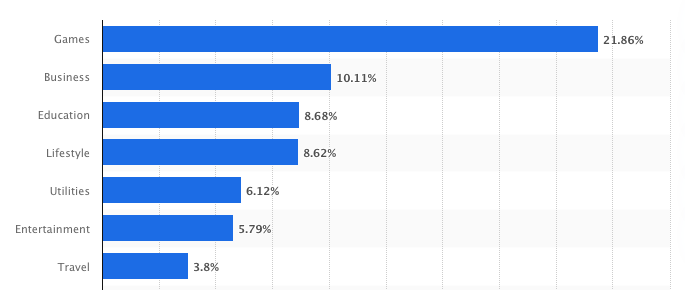 Games 21.86%
Business 10.11%
Education 8.68%
Lifestyle 8.62%
Utilities 6.12%
Entertainment 5.79%
Travel 3.8%